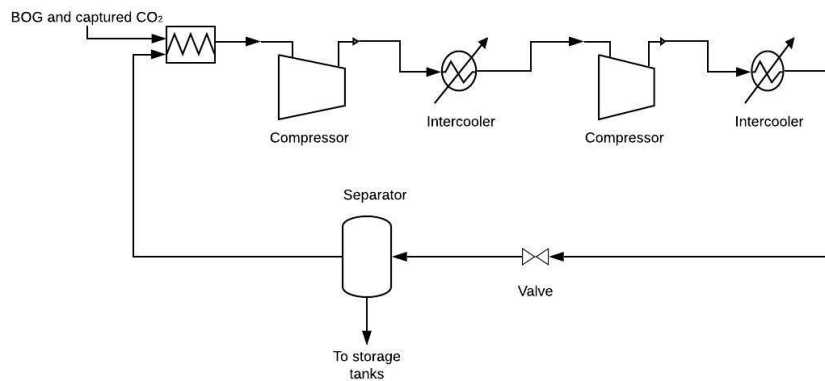 BOG and captured CO₂
Compressor
Intercooler
Compressor
Intercooler
Separator
Valve
To storage
tanks